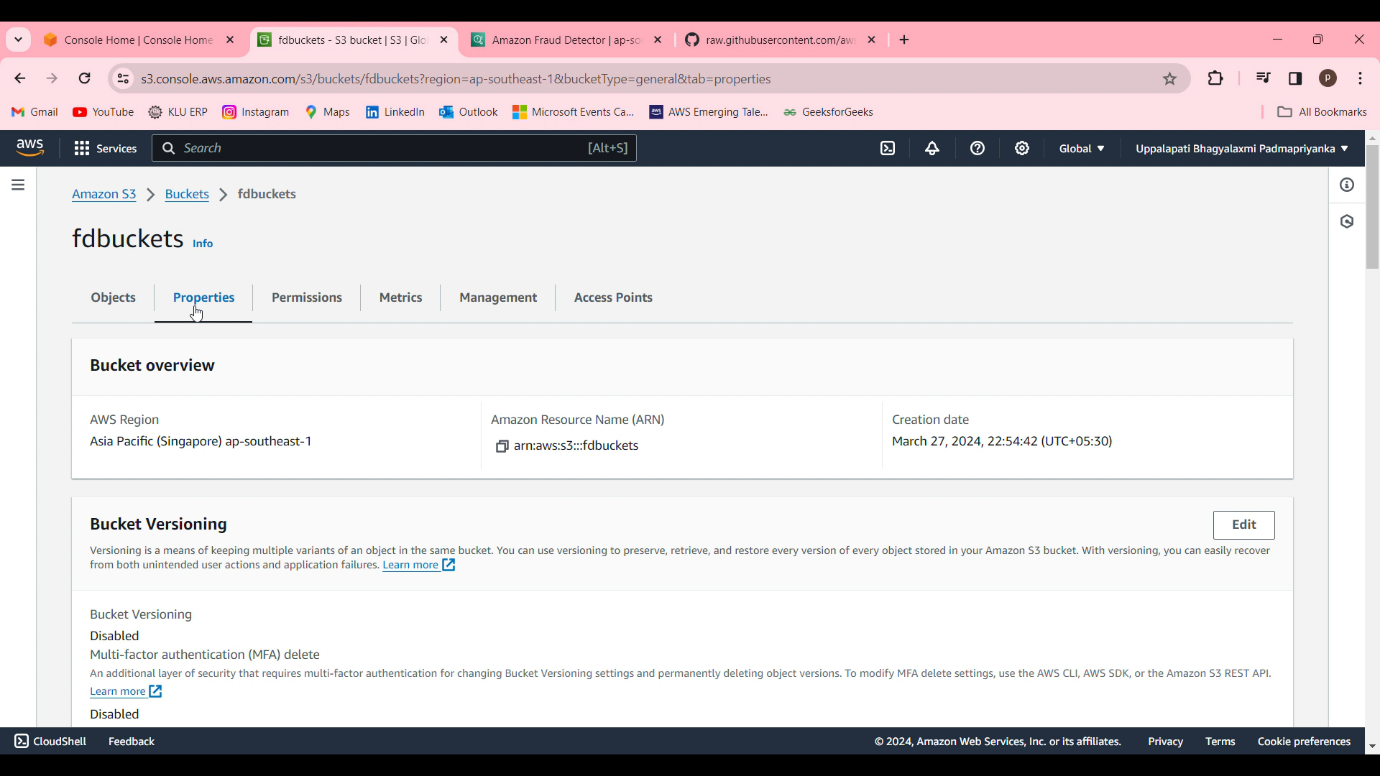 Console Home | Console Home
fdbuckets - S3 bucket | S3 | Glo
Amazon Fraud Detector | ap-so
raw.githubusercontent.com/aw
s3.console.aws.amazon.com/s3/buckets/fdbuckets?region=ap-southeast-1&bucketType=general&tab=properties
p
Gmail YouTube KLU ERP Instagram Maps LinkedIn Outlook Microsoft Events Ca... AWS Emerging Tale... GeeksforGeeks All Bookmarks
aws Services Search [Alt+S] Global Uppalapati Bhagyalaxmi Padmapriyanka
Amazon S3 Buckets fdbuckets
fdbuckets Info
Objects Properties Permissions Metrics Management Access Points
Bucket overview
AWS Region
Asia Pacific (Singapore) ap-southeast-1
Amazon Resource Name (ARN)
arn:aws:s3:::fdbuckets
Creation date
March 27, 2024, 22:54:42 (UTC+05:30)
Bucket Versioning
Edit
Versioning is a means of keeping multiple variants of an object in the same bucket. You can use versioning to preserve, retrieve, and restore every version of every object stored in your Amazon S3 bucket. With versioning, you can easily recover
from both unintended user actions and application failures. Learn more
Bucket Versioning
Disabled
Multi-factor authentication (MFA) delete
An additional layer of security that requires multi-factor authentication for changing Bucket Versioning settings and permanently deleting object versions. To modify MFA delete settings, use the AWS CLI, AWS SDK, or the Amazon S3 REST API.
Learn more
Disabled
CloudShell Feedback © 2024, Amazon Web Services, Inc. or its affiliates. Privacy Terms Cookie preferences